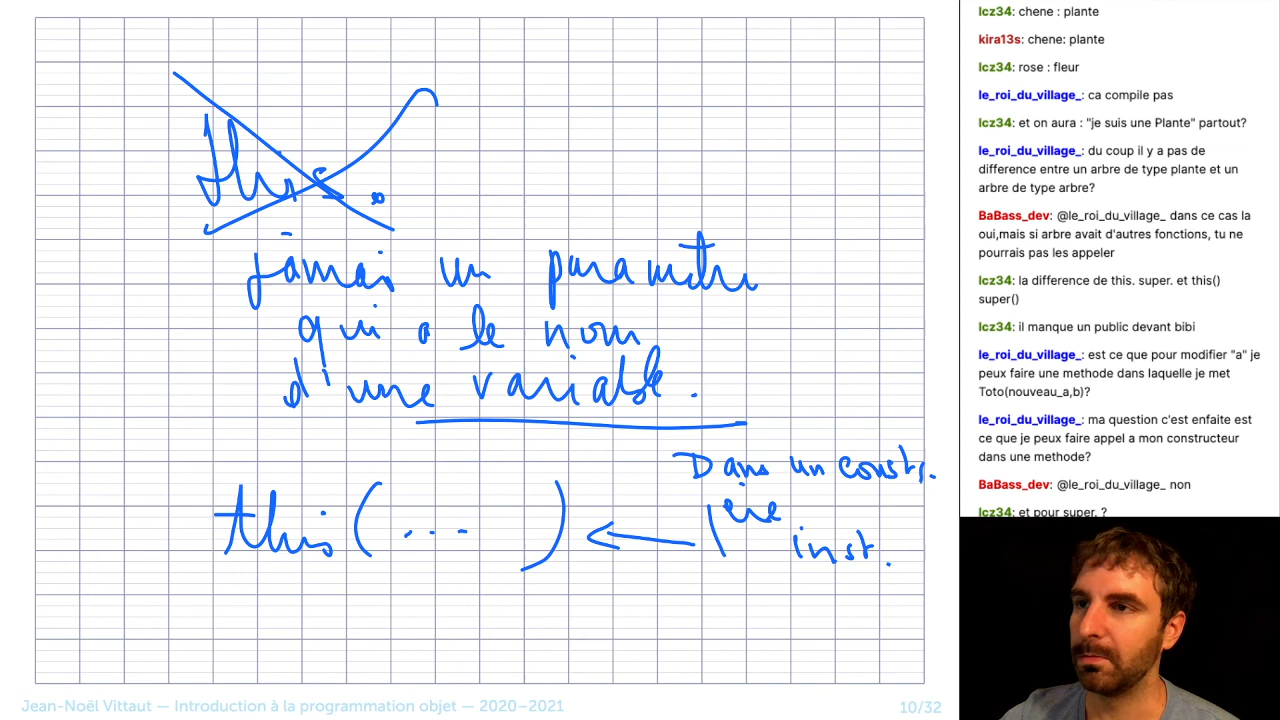 this.
jamais un paramètre
qui a le nom
d'une variable.
Dans un constr.
this( ... )
1ère
inst.
Jean-Noël Vittaut — Introduction à la programmation objet — 2020–2021
10/32
lcz34: chene : plante
kira13s: chene: plante
lcz34: rose : fleur
le_roi_du_village_: ca compile pas
lcz34: et on aura : "je suis une Plante" partout?
le_roi_du_village_: du coup il y a pas de
difference entre un arbre de type plante et un
arbre de type arbre?
BaBass_dev: @le_roi_du_village_ dans ce cas la
oui,mais si arbre avait d'autres fonctions, tu ne
pourrais pas les appeler
lcz34: la difference de this. super. et this()
super()
lcz34: il manque un public devant bibi
le_roi_du_village_: est ce que pour modifier "a" je
peux faire une methode dans laquelle je met
Toto(nouveau_a,b)?
le_roi_du_village_: ma question c'est enfaite est
ce que je peux faire appel a mon constructeur
dans une methode?
BaBass_dev: @le_roi_du_village_ non
lcz34: et pour super. ?